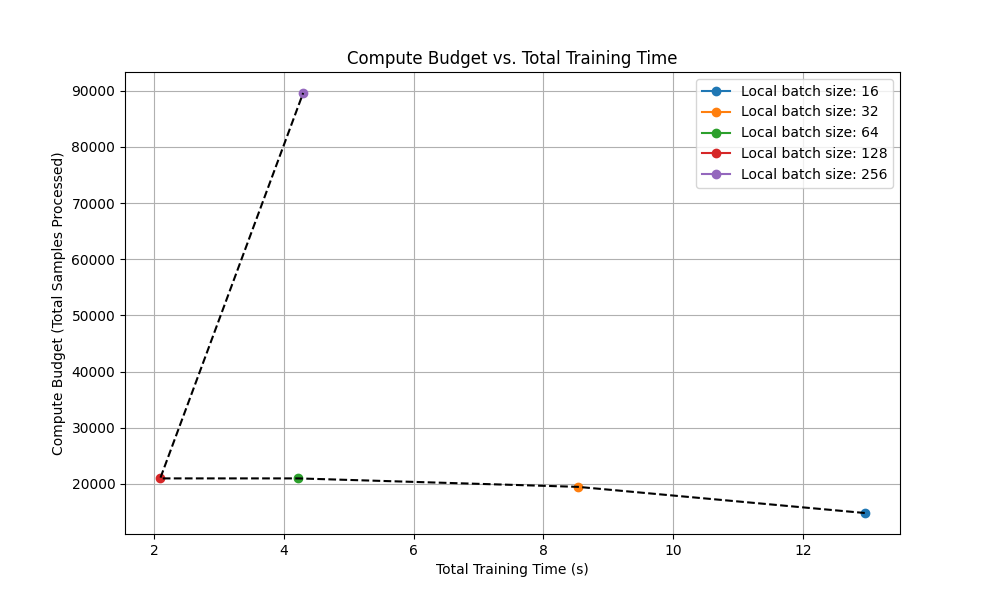 Compute Budget vs. Total Training Time
Local batch size: 16
Local batch size: 32
Local batch size: 64
Local batch size: 128
Local batch size: 256
Compute Budget (Total Samples Processed)
90000
80000
70000
60000
50000
40000
30000
20000
2 4 6 8 10 12
Total Training Time (s)